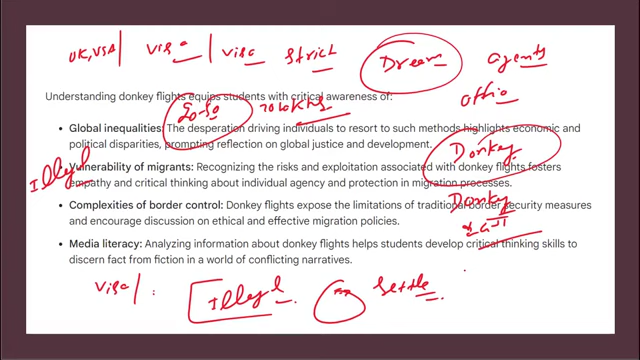 UK, USA | visa | visa strict Dream agents
Understanding donkey flights equips students with critical awareness of:
office
• Global inequalities: The desperation driving individuals to resort to such methods highlights economic and
political disparities, prompting reflection on global justice and development.
Donkey
Illegal
• Vulnerability of migrants: Recognizing the risks and exploitation associated with donkey flights fosters
empathy and critical thinking about individual agency and protection in migration processes.
• Complexities of border control: Donkey flights expose the limitations of traditional border security measures
and encourage discussion on ethical and effective migration policies.
Donkey
• Media literacy: Analyzing information about donkey flights helps students develop critical thinking skills to
discern fact from fiction in a world of conflicting narratives.
visa | : Illegal settle